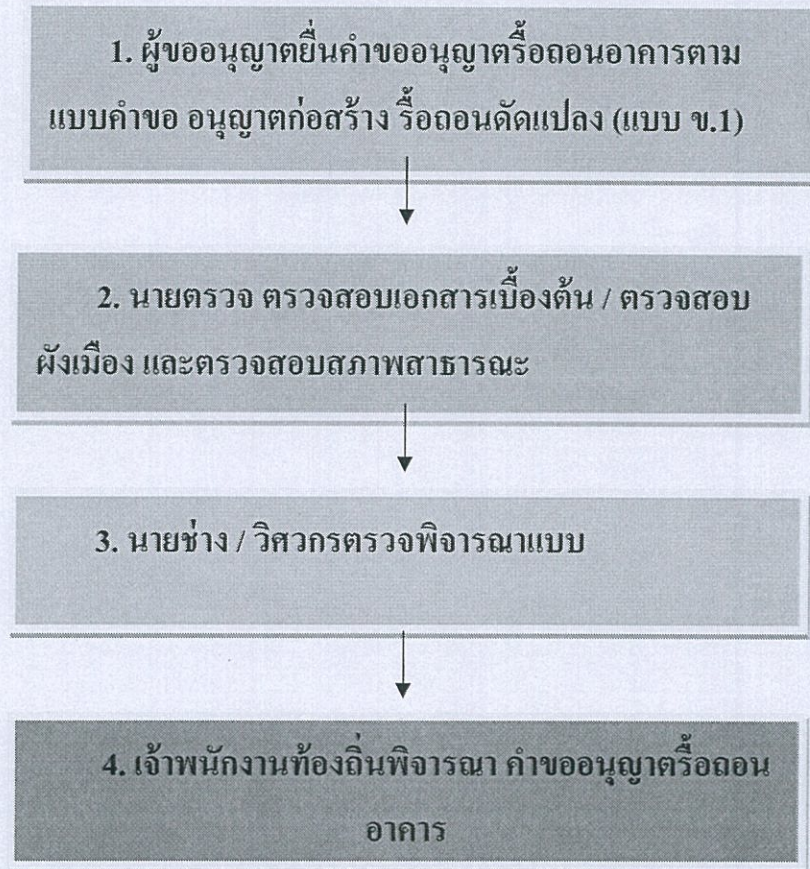 1. ผู้ขออนุญาตยื่นคำขออนุญาตรื้อถอนอาคารตาม
แบบคำขอ อนุญาตก่อสร้าง รื้อถอนดัดแปลง (แบบ ข.1)
2. นายตรวจ ตรวจสอบเอกสารเบื้องต้น / ตรวจสอบ
ผังเมือง และตรวจสอบสภาพสาธารณะ
3. นายช่าง / วิศวกรตรวจพิจารณาแบบ
4. เจ้าพนักงานท้องถิ่นพิจารณา คำขออนุญาตรื้อถอน
อาคาร